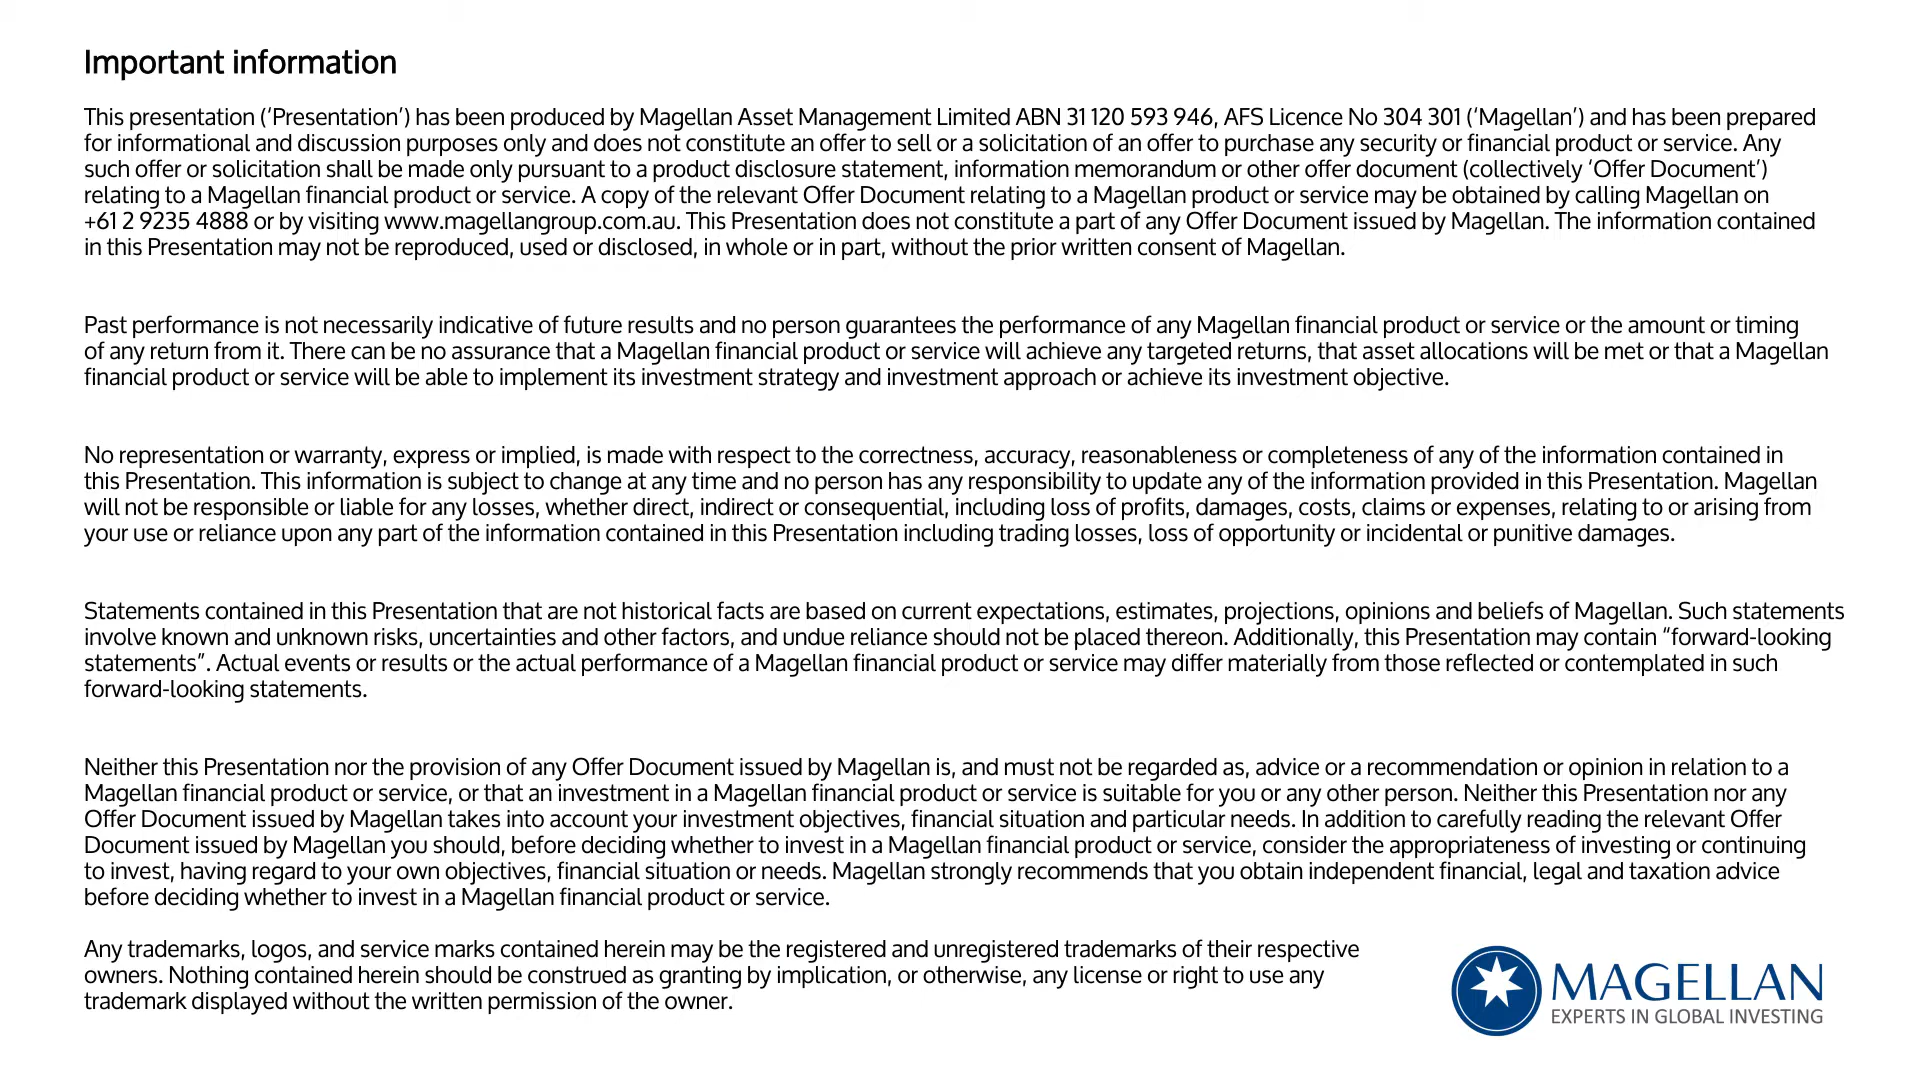 Important information
This presentation (‘Presentation’) has been produced by Magellan Asset Management Limited ABN 31 120 593 946, AFS Licence No 304 301 (‘Magellan’) and has been prepared
for informational and discussion purposes only and does not constitute an offer to sell or a solicitation of an offer to purchase any security or financial product or service. Any
such offer or solicitation shall be made only pursuant to a product disclosure statement, information memorandum or other offer document (collectively ‘Offer Document’)
relating to a Magellan financial product or service. A copy of the relevant Offer Document relating to a Magellan product or service may be obtained by calling Magellan on
+61 2 9235 4888 or by visiting www.magellangroup.com.au. This Presentation does not constitute a part of any Offer Document issued by Magellan. The information contained
in this Presentation may not be reproduced, used or disclosed, in whole or in part, without the prior written consent of Magellan.
Past performance is not necessarily indicative of future results and no person guarantees the performance of any Magellan financial product or service or the amount or timing
of any return from it. There can be no assurance that a Magellan financial product or service will achieve any targeted returns, that asset allocations will be met or that a Magellan
financial product or service will be able to implement its investment strategy and investment approach or achieve its investment objective.
No representation or warranty, express or implied, is made with respect to the correctness, accuracy, reasonableness or completeness of any of the information contained in
this Presentation. This information is subject to change at any time and no person has any responsibility to update any of the information provided in this Presentation. Magellan
will not be responsible or liable for any losses, whether direct, indirect or consequential, including loss of profits, damages, costs, claims or expenses, relating to or arising from
your use or reliance upon any part of the information contained in this Presentation including trading losses, loss of opportunity or incidental or punitive damages.
Statements contained in this Presentation that are not historical facts are based on current expectations, estimates, projections, opinions and beliefs of Magellan. Such statements
involve known and unknown risks, uncertainties and other factors, and undue reliance should not be placed thereon. Additionally, this Presentation may contain “forward-looking
statements”. Actual events or results or the actual performance of a Magellan financial product or service may differ materially from those reflected or contemplated in such
forward-looking statements.
Neither this Presentation nor the provision of any Offer Document issued by Magellan is, and must not be regarded as, advice or a recommendation or opinion in relation to a
Magellan financial product or service, or that an investment in a Magellan financial product or service is suitable for you or any other person. Neither this Presentation nor any
Offer Document issued by Magellan takes into account your investment objectives, financial situation and particular needs. In addition to carefully reading the relevant Offer
Document issued by Magellan you should, before deciding whether to invest in a Magellan financial product or service, consider the appropriateness of investing or continuing
to invest, having regard to your own objectives, financial situation or needs. Magellan strongly recommends that you obtain independent financial, legal and taxation advice
before deciding whether to invest in a Magellan financial product or service.
Any trademarks, logos, and service marks contained herein may be the registered and unregistered trademarks of their respective
owners. Nothing contained herein should be construed as granting by implication, or otherwise, any license or right to use any
trademark displayed without the written permission of the owner.
MAGELLAN
EXPERTS IN GLOBAL INVESTING